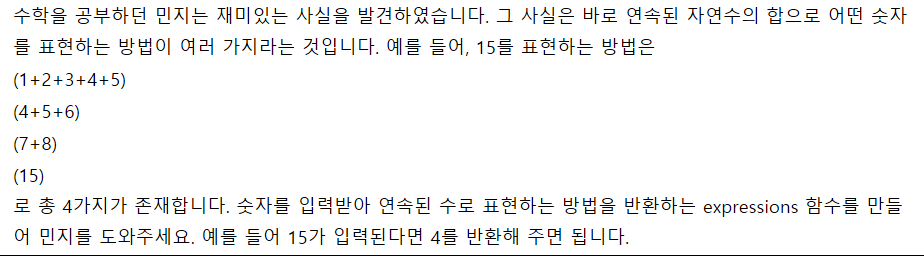 수학을 공부하던 민지는 재미있는 사실을 발견하였습니다. 그 사실은 바로 연속된 자연수의 합으로 어떤 숫자
를 표현하는 방법이 여러 가지라는 것입니다. 예를 들어, 15를 표현하는 방법은
(1+2+3+4+5)
(4+5+6)
(7+8)
(15)
로 총 4가지가 존재합니다. 숫자를 입력받아 연속된 수로 표현하는 방법을 반환하는 expressions 함수를 만들
어 민지를 도와주세요. 예를 들어 15가 입력된다면 4를 반환해 주면 됩니다.